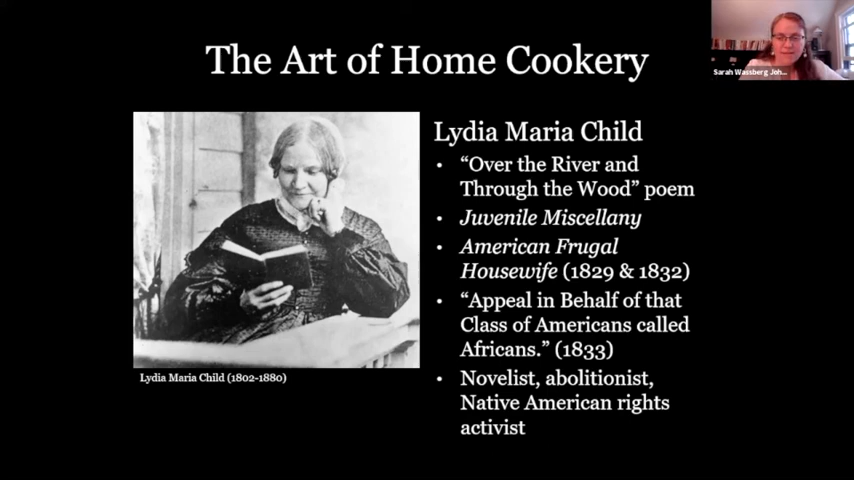 The Art of Home Cookery
Sarah Wassberg Joh...
Lydia Maria Child
• “Over the River and
Through the Wood” poem
• Juvenile Miscellany
• American Frugal
Housewife (1829 & 1832)
• “Appeal in Behalf of that
Class of Americans called
Africans.” (1833)
• Novelist, abolitionist,
Native American rights
activist
Lydia Maria Child (1802-1880)